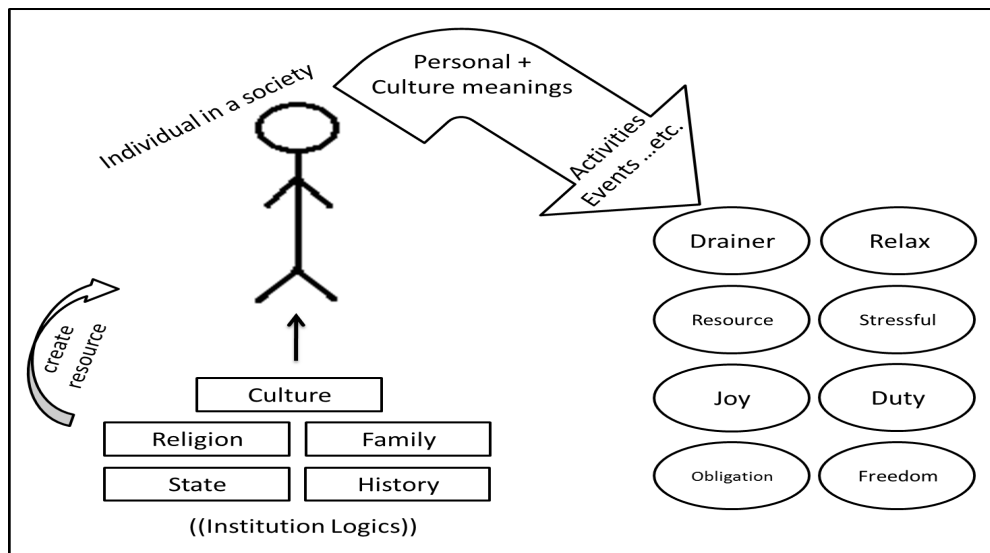 Personal +
Culture meanings
Activities
Events ...etc.
Individual in a society
create
resource
Culture
Religion
Family
State
History
((Institution Logics))
Drainer
Relax
Resource
Stressful
Joy
Duty
Obligation
Freedom